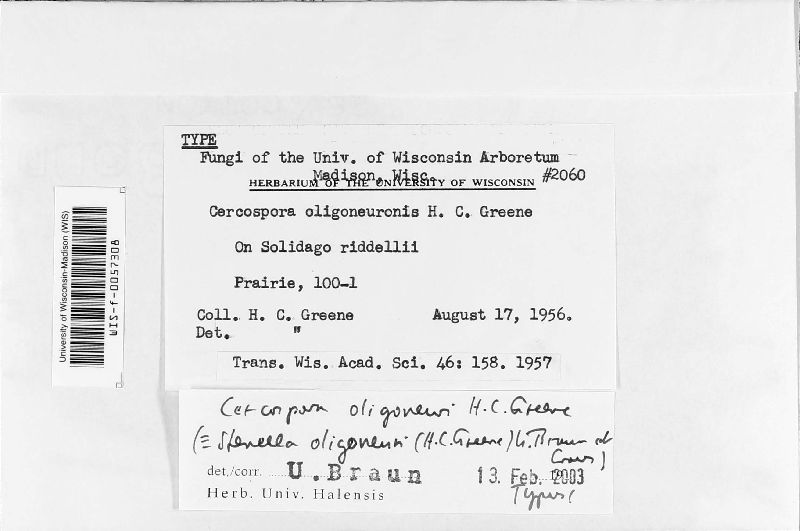 University of Wisconsin-Madison (WIS)
WIS-f-0057308
TYPE
Fungi of the Univ. of Wisconsin Arboretum
Madison, Wisc.
HERBARIUM OF THE UNIVERSITY OF WISCONSIN #2060
Cercospora oligoneuronis H. C. Greene
On Solidago riddellii
Prairie, 100-1
Coll. H. C. Greene August 17, 1956.
Det. "
Trans. Wis. Acad. Sci. 46: 158. 1957
Cercospora oligoneuri H.C. Greene
(≡ Stenella oligoneuri (H.C. Greene) U. Braun et
Crous)
det./corr. U. Braun 13. Feb. 2003
Herb. Univ. Halensis Type!